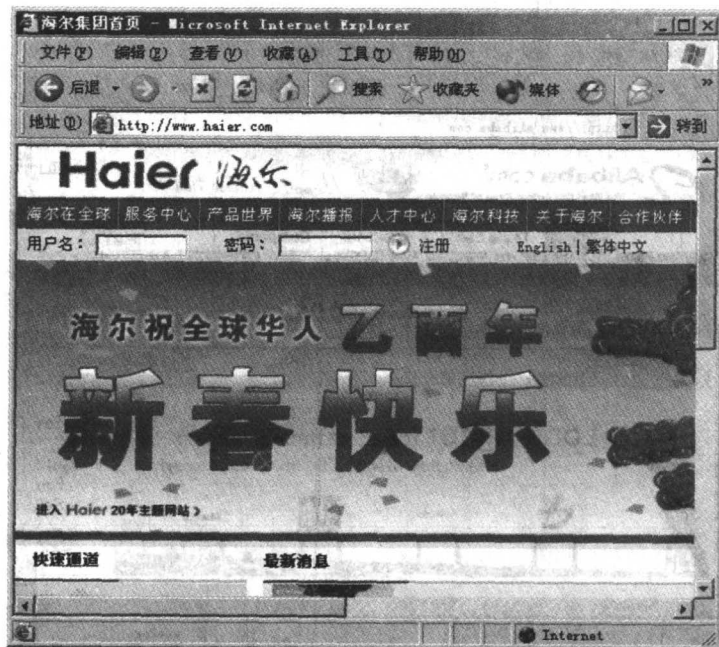 海尔集团首页 - Microsoft Internet Explorer
文件(F) 编辑(E) 查看(V) 收藏(A) 工具(T) 帮助(H)
后退 搜索 收藏夹 媒体 »
地址(D) http://www.haier.com 转到
Haier 海尔
海尔在全球 服务中心 产品世界 海尔播报 人才中心 海尔科技 关于海尔 合作伙伴
用户名: 密码: 注册 English|繁体中文
海尔祝全球华人乙酉年
新春快乐
进入 Haier 20年主题网站 ›
快速通道 最新消息
Internet